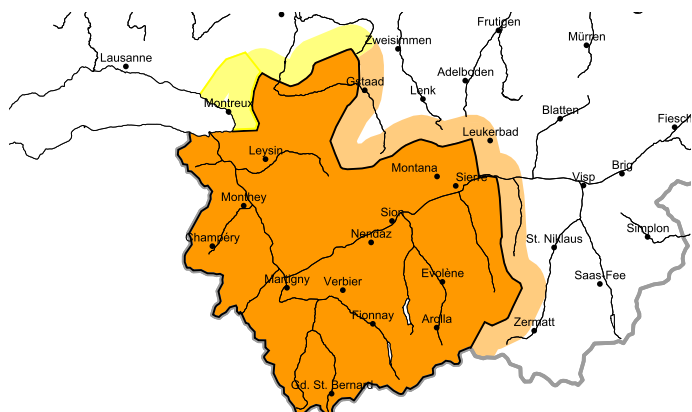 Frutigen
Zweisimmen
Mürren
Lausanne
Adelboden
Gstaad
Lenk
Montreux
Blatten
Fiesch
Leukerbad
Leysin
Montana
Brig
Sierre
Visp
Monthey
Sion
Simplon
Nendaz
Champéry
St. Niklaus
Evolène
Saas-Fee
Martigny
Verbier
Fionnay
Arolla
Zermatt
Gd. St. Bernard